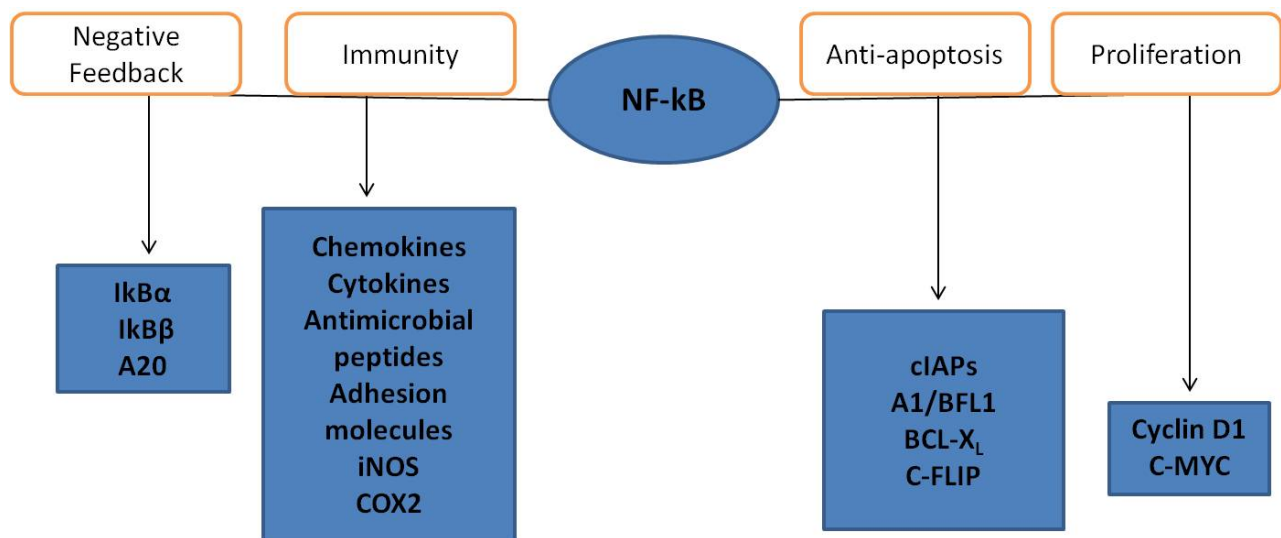 Negative
Feedback
Immunity
NF-kB
Anti-apoptosis
Proliferation
IkBα
IkBβ
A20
Chemokines
Cytokines
Antimicrobial
peptides
Adhesion
molecules
iNOS
COX2
cIAPs
A1/BFL1
BCL-XL
C-FLIP
Cyclin D1
C-MYC